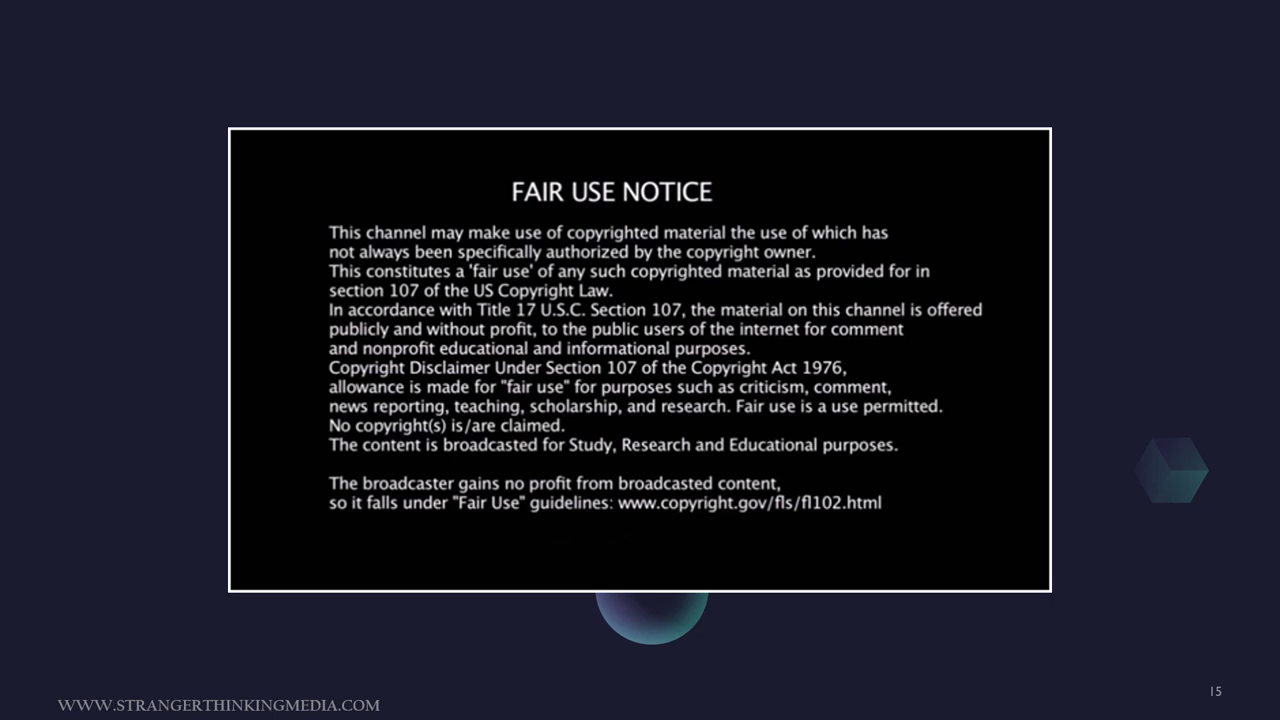 FAIR USE NOTICE
This channel may make use of copyrighted material the use of which has
not always been specifically authorized by the copyright owner.
This constitutes a 'fair use' of any such copyrighted material as provided for in
section 107 of the US Copyright Law.
In accordance with Title 17 U.S.C. Section 107, the material on this channel is offered
publicly and without profit, to the public users of the internet for comment
and nonprofit educational and informational purposes.
Copyright Disclaimer Under Section 107 of the Copyright Act 1976,
allowance is made for "fair use" for purposes such as criticism, comment,
news reporting, teaching, scholarship, and research. Fair use is a use permitted.
No copyright(s) is/are claimed.
The content is broadcasted for Study, Research and Educational purposes.
The broadcaster gains no profit from broadcasted content,
so it falls under "Fair Use" guidelines: www.copyright.gov/fls/fl102.html
WWW.STRANGERTHINKINGMEDIA.COM
15